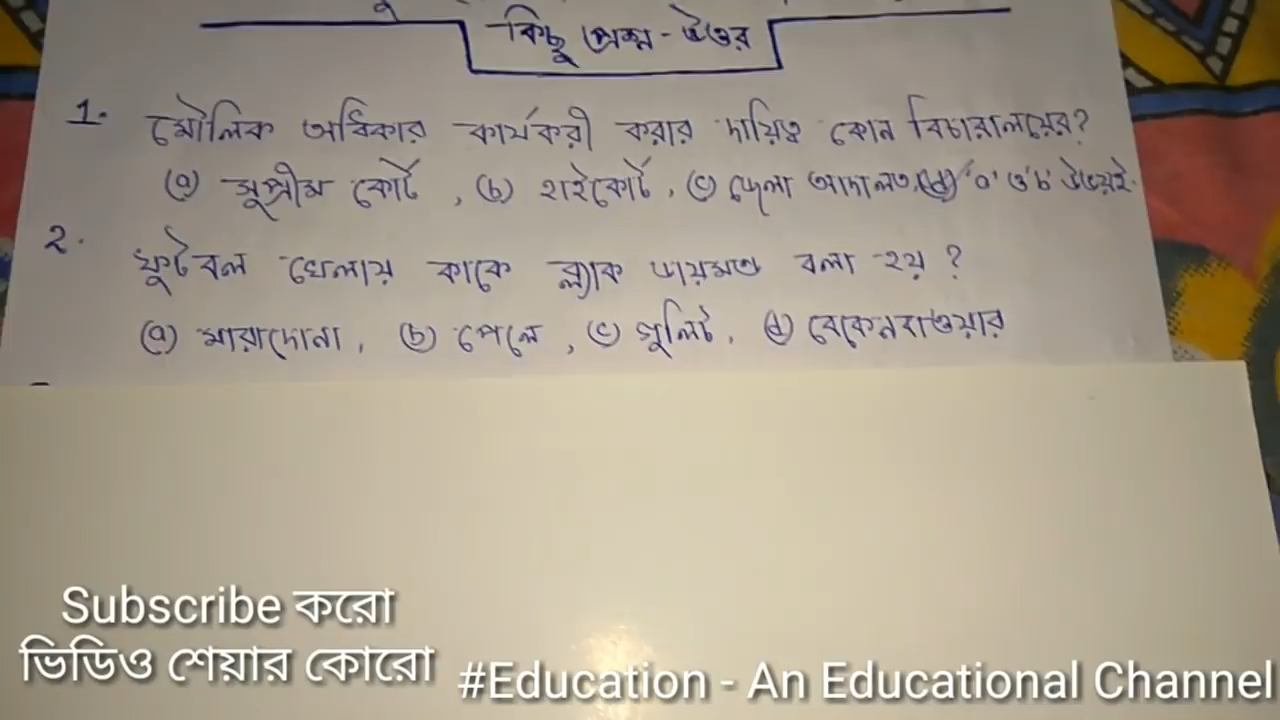 কিছু প্রশ্ন - উত্তর
1. মৌলিক অধিকার কার্যকরী করার দায়িত্ব কোন বিচারালয়ের?
(a) সুপ্রীম কোর্ট, (b) হাইকোর্ট, (c) জেলা আদালত, (d) 'a' ও 'b' উভয়ই.
2. ফুটবল খেলায় কাকে ব্ল্যাক ডায়মণ্ড বলা হয় ?
(a) মারাদোনা, (b) পেলে, (c) গুলিট, (d) বেকেনবাওয়ার
Subscribe করো
ভিডিও শেয়ার কোরো
#Education - An Educational Channel